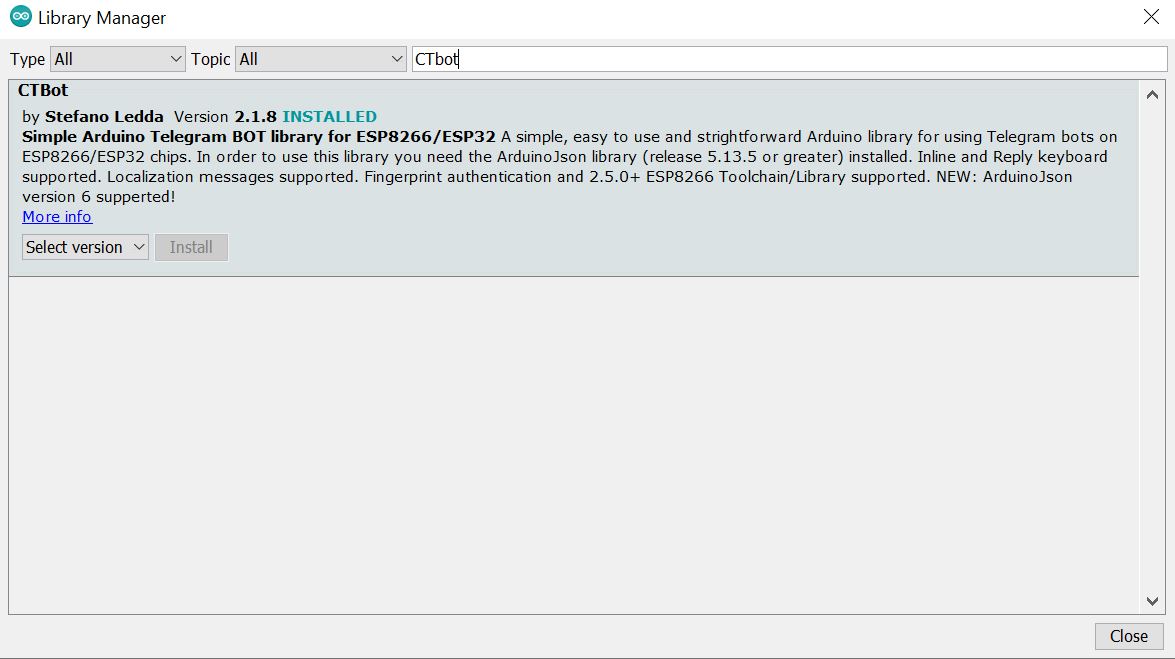 Library Manager
Type All Topic All CTbot
CTBot
by Stefano Ledda Version 2.1.8 INSTALLED
Simple Arduino Telegram BOT library for ESP8266/ESP32 A simple, easy to use and strightforward Arduino library for using Telegram bots on
ESP8266/ESP32 chips. In order to use this library you need the ArduinoJson library (release 5.13.5 or greater) installed. Inline and Reply keyboard
supported. Localization messages supported. Fingerprint authentication and 2.5.0+ ESP8266 Toolchain/Library supported. NEW: ArduinoJson
version 6 supperted!
More info
Select version Install
Close